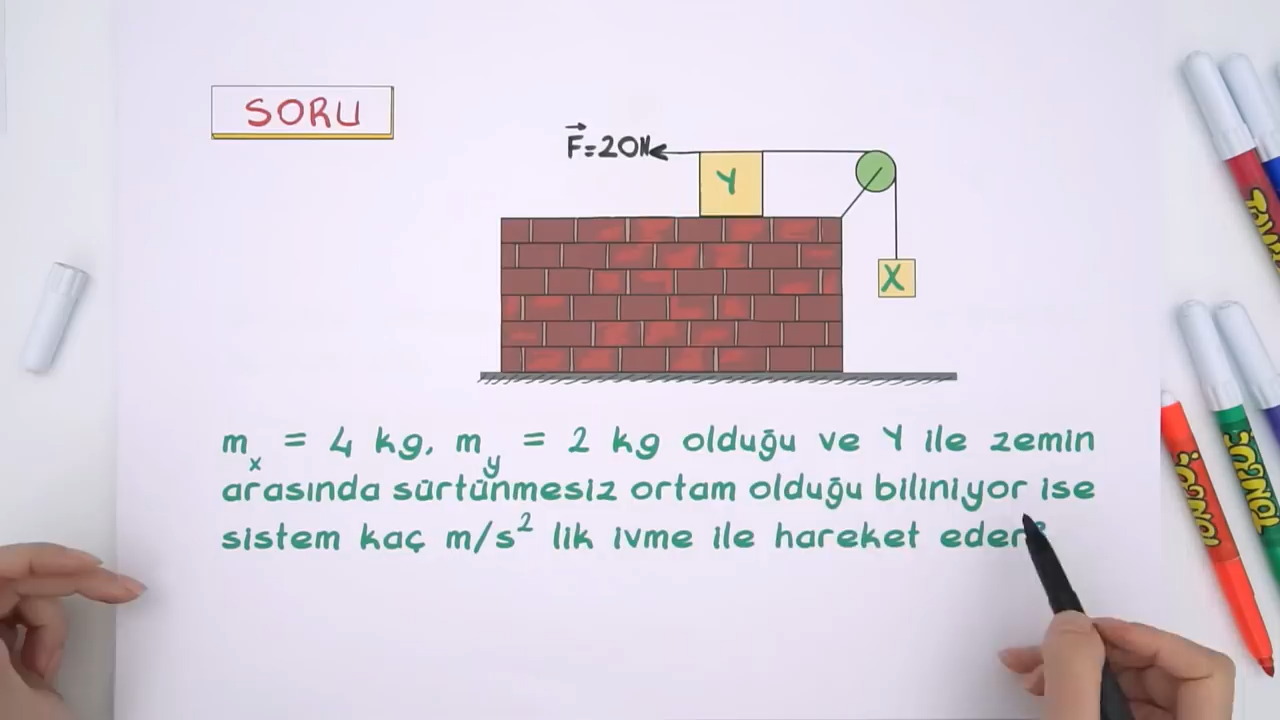 SORU
F=20N
Y
X
mx = 4 kg, my = 2 kg olduğu ve Y ile zemin
arasında sürtünmesiz ortam olduğu biliniyor ise
sistem kaç m/s² lik ivme ile hareket eder?